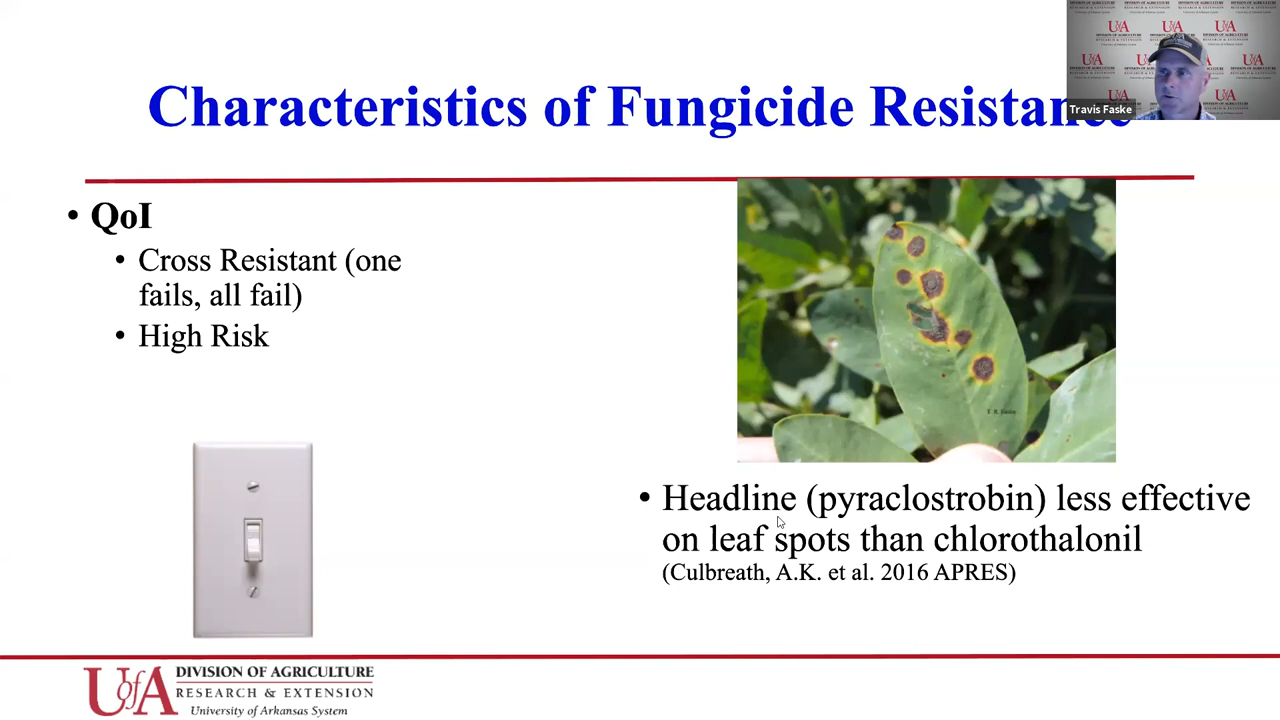 Characteristics of Fungicide Resistance
Travis Faske
• QoI
• Cross Resistant (one
fails, all fail)
• High Risk
T. R. Faske
• Headline (pyraclostrobin) less effective
on leaf spots than chlorothalonil
(Culbreath, A.K. et al. 2016 APRES)
UofA
DIVISION OF AGRICULTURE
RESEARCH & EXTENSION
University of Arkansas System